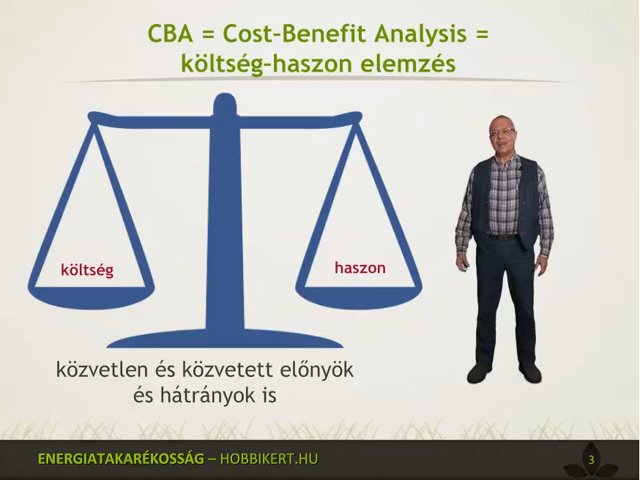 CBA = Cost-Benefit Analysis =
költség-haszon elemzés
költség
haszon
közvetlen és közvetett előnyök
és hátrányok is
ENERGIATAKARÉKOSSÁG – HOBBIKERT.HU
3